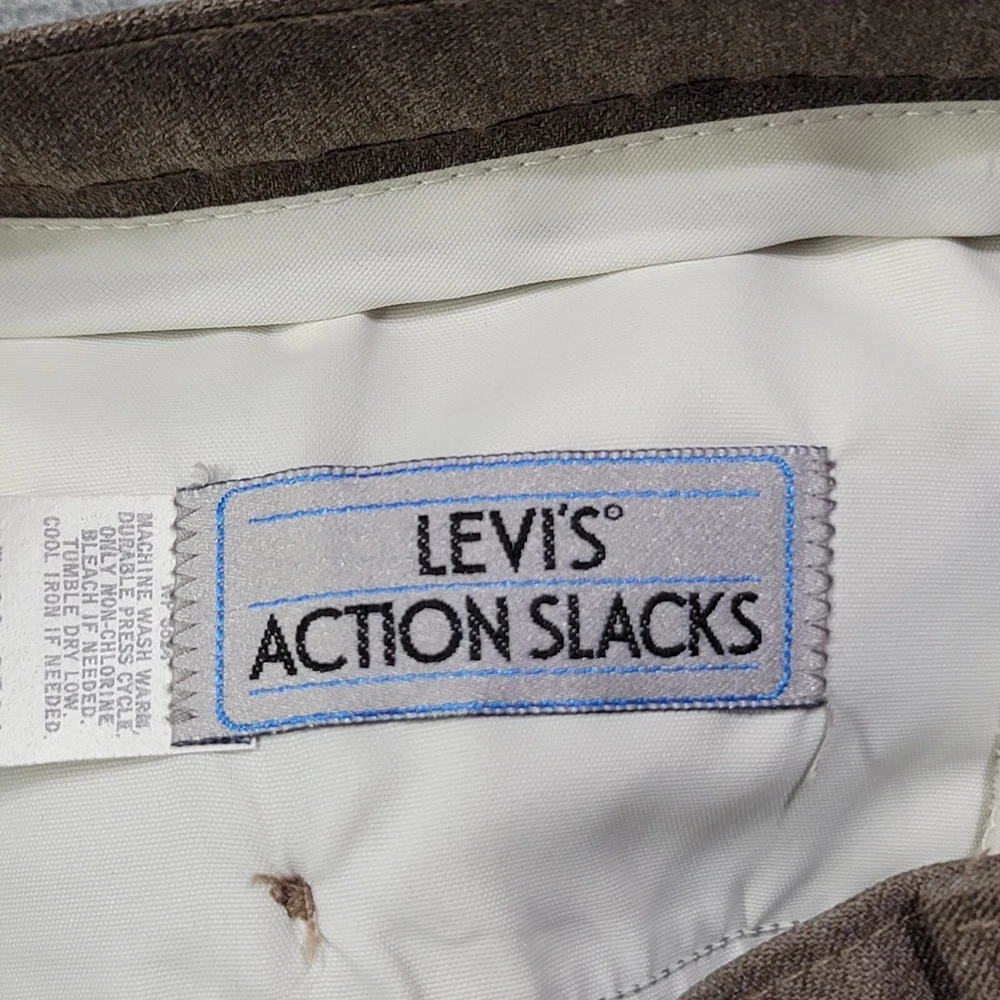 LEVI'S®
ACTION SLACKS
MACHINE WASH WARM,
DURABLE PRESS CYCLE,
ONLY NON-CHLORINE
BLEACH IF NEEDED.
TUMBLE DRY LOW.
COOL IRON IF NEEDED.